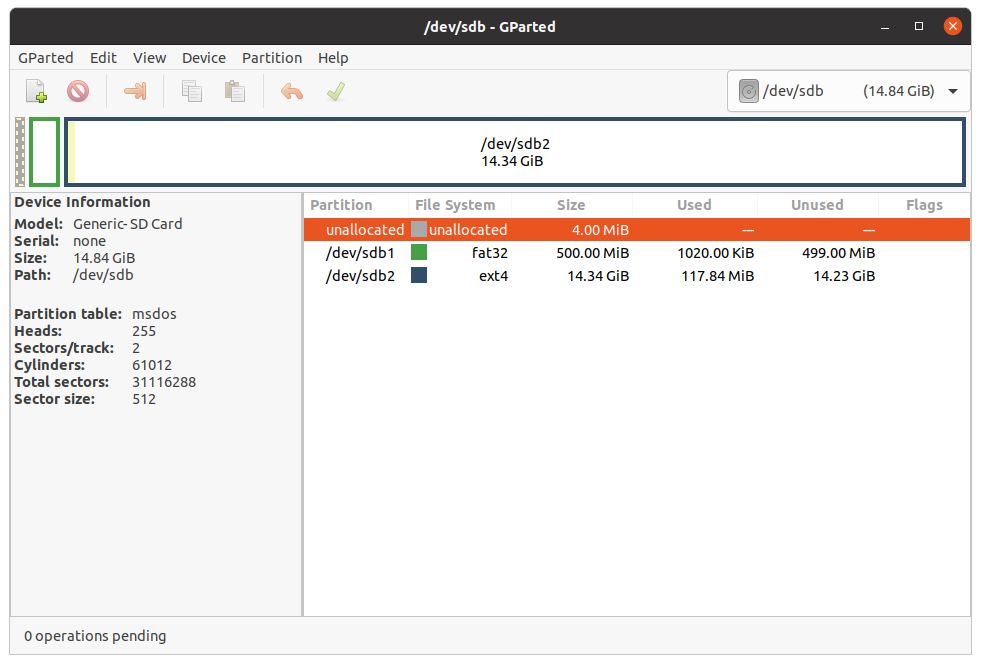 /dev/sdb - GParted
GParted Edit View Device Partition Help
/dev/sdb (14.84 GiB)
/dev/sdb2
14.34 GiB
Device Information
Model: Generic- SD Card
Serial: none
Size: 14.84 GiB
Path: /dev/sdb
Partition table: msdos
Heads: 255
Sectors/track: 2
Cylinders: 61012
Total sectors: 31116288
Sector size: 512
Partition File System Size Used Unused Flags
unallocated unallocated 4.00 MiB --- ---
/dev/sdb1 fat32 500.00 MiB 1020.00 KiB 499.00 MiB
/dev/sdb2 ext4 14.34 GiB 117.84 MiB 14.23 GiB
0 operations pending